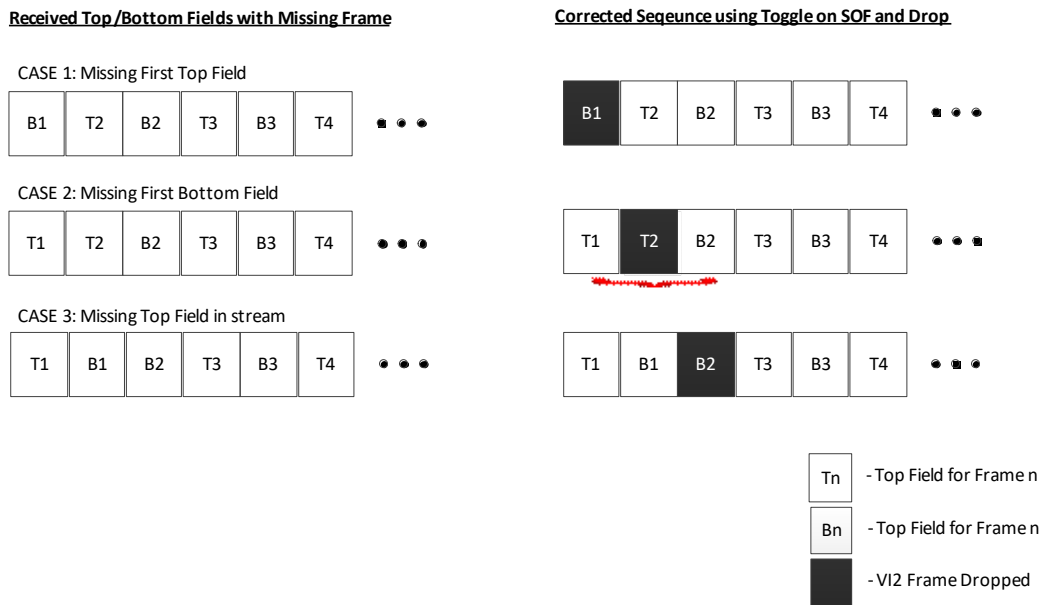 Received Top/Bottom Fields with Missing Frame
Corrected Seqeunce using Toggle on SOF and Drop
CASE 1: Missing First Top Field
B1 T2 B2 T3 B3 T4
B1 T2 B2 T3 B3 T4
CASE 2: Missing First Bottom Field
T1 T2 B2 T3 B3 T4
T1 T2 B2 T3 B3 T4
CASE 3: Missing Top Field in stream
T1 B1 B2 T3 B3 T4
T1 B1 B2 T3 B3 T4
Tn - Top Field for Frame n
Bn - Top Field for Frame n
- VI2 Frame Dropped